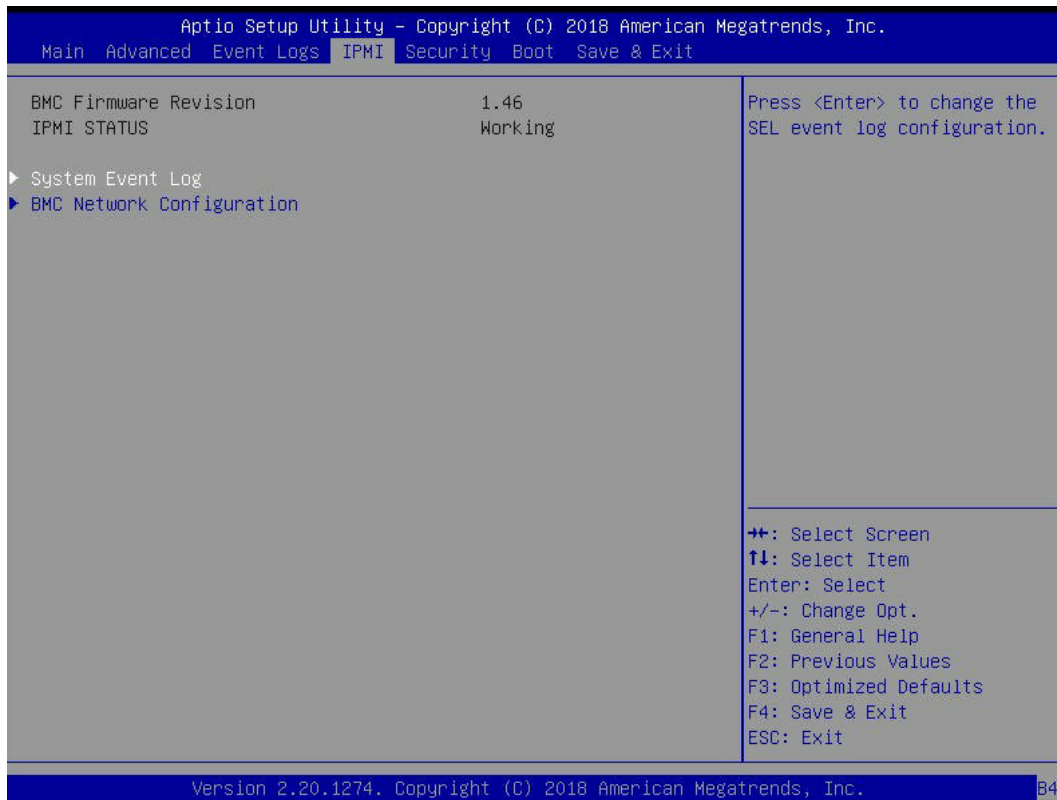 Aptio Setup Utility – Copyright (C) 2018 American Megatrends, Inc.
Main Advanced Event Logs IPMI Security Boot Save & Exit
BMC Firmware Revision 1.46
IPMI STATUS Working
System Event Log
BMC Network Configuration
Press <Enter> to change the
SEL event log configuration.
→←: Select Screen
↑↓: Select Item
Enter: Select
+/-: Change Opt.
F1: General Help
F2: Previous Values
F3: Optimized Defaults
F4: Save & Exit
ESC: Exit
Version 2.20.1274. Copyright (C) 2018 American Megatrends, Inc.
B4